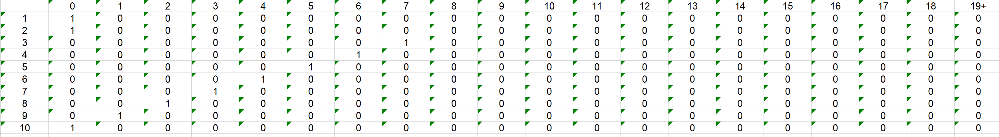 0 1 2 3 4 5 6 7 8 9 10 11 12 13 14 15 16 17 18 19+
1 1 0 0 0 0 0 0 0 0 0 0 0 0 0 0 0 0 0 0 0
2 1 0 0 0 0 0 0 0 0 0 0 0 0 0 0 0 0 0 0 0
3 0 0 0 0 0 0 0 1 0 0 0 0 0 0 0 0 0 0 0 0
4 0 0 0 0 0 0 1 0 0 0 0 0 0 0 0 0 0 0 0 0
5 0 0 0 0 0 1 0 0 0 0 0 0 0 0 0 0 0 0 0 0
6 0 0 0 0 1 0 0 0 0 0 0 0 0 0 0 0 0 0 0 0
7 0 0 0 1 0 0 0 0 0 0 0 0 0 0 0 0 0 0 0 0
8 0 0 1 0 0 0 0 0 0 0 0 0 0 0 0 0 0 0 0 0
9 0 1 0 0 0 0 0 0 0 0 0 0 0 0 0 0 0 0 0 0
10 1 0 0 0 0 0 0 0 0 0 0 0 0 0 0 0 0 0 0 0